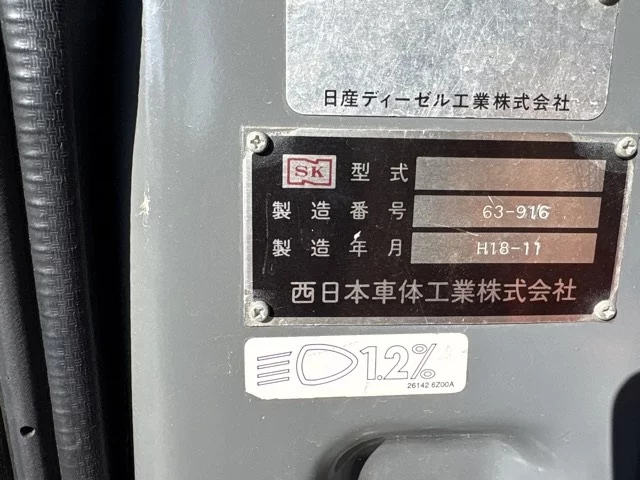 日産ディーゼル工業株式会社
SK 型式
製造番号 63-916
製造年月 H18-11
西日本車体工業株式会社
1.2%
26142 6Z00A